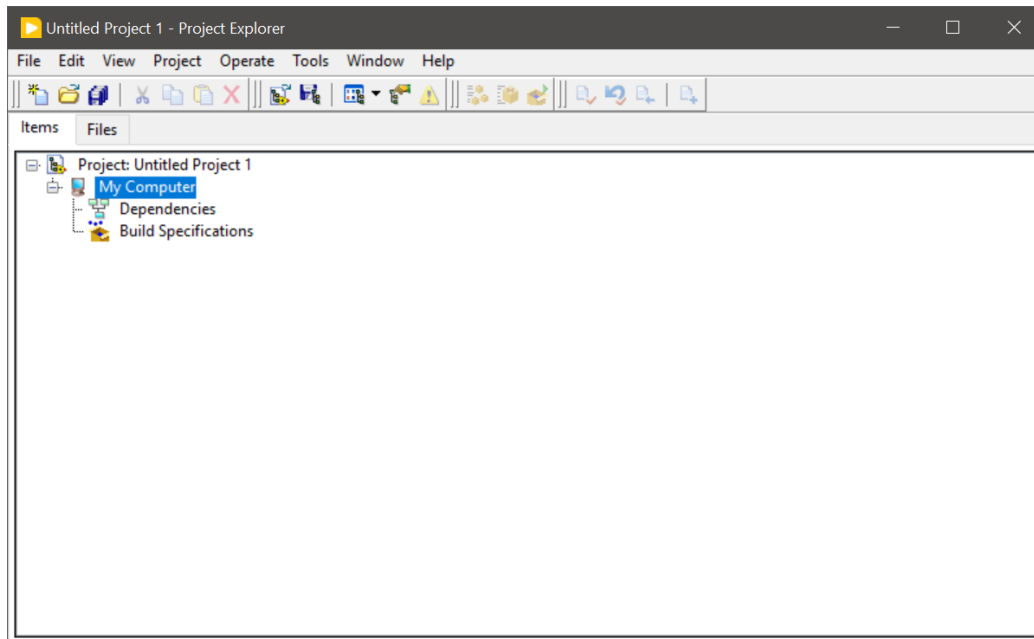 Untitled Project 1 - Project Explorer
File Edit View Project Operate Tools Window Help
Items Files
Project: Untitled Project 1
My Computer
Dependencies
Build Specifications